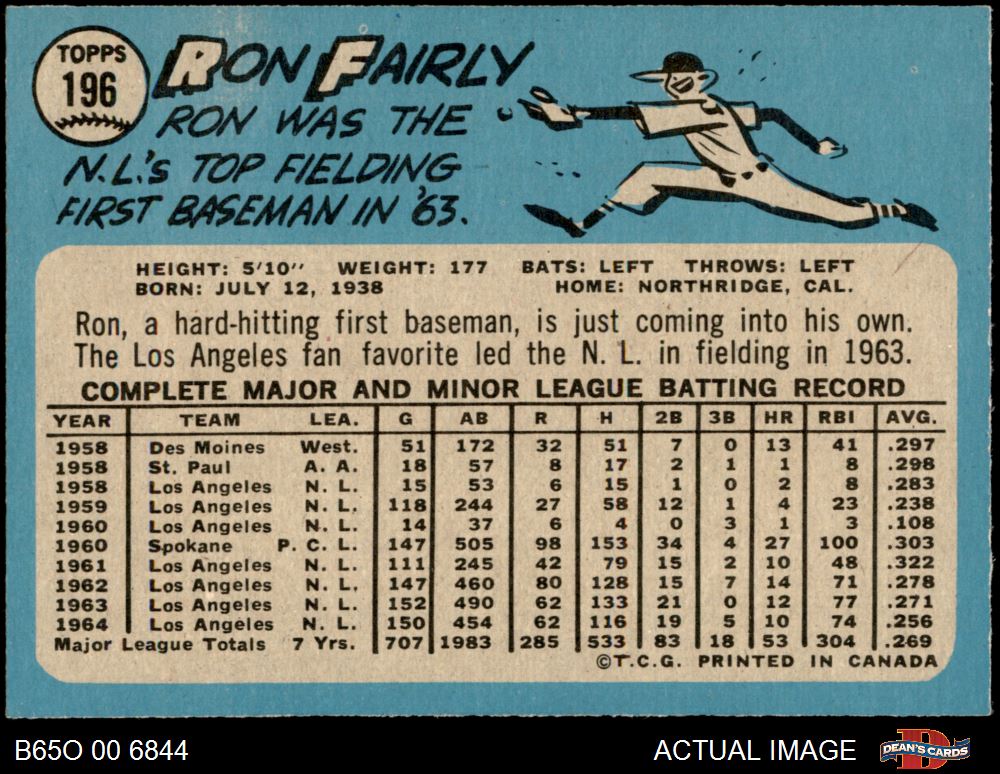 TOPPS
196
RON FAIRLY
RON WAS THE
N.L.'S TOP FIELDING
FIRST BASEMAN IN '63.
HEIGHT: 5'10" WEIGHT: 177 BATS: LEFT THROWS: LEFT
BORN: JULY 12, 1938 HOME: NORTHRIDGE, CAL.
Ron, a hard-hitting first baseman, is just coming into his own.
The Los Angeles fan favorite led the N. L. in fielding in 1963.
COMPLETE MAJOR AND MINOR LEAGUE BATTING RECORD
YEAR TEAM LEA. G AB R H 2B 3B HR RBI AVG.
1958 Des Moines West. 51 172 32 51 7 0 13 41 .297
1958 St. Paul A. A. 18 57 8 17 2 1 1 8 .298
1958 Los Angeles N. L. 15 53 6 15 1 0 2 8 .283
1959 Los Angeles N. L. 118 244 27 58 12 1 4 23 .238
1960 Los Angeles N. L. 14 37 6 4 0 3 1 3 .108
1960 Spokane P. C. L. 147 505 98 153 34 4 27 100 .303
1961 Los Angeles N. L. 111 245 42 79 15 2 10 48 .322
1962 Los Angeles N. L. 147 460 80 128 15 7 14 71 .278
1963 Los Angeles N. L. 152 490 62 133 21 0 12 77 .271
1964 Los Angeles N. L. 150 454 62 116 19 5 10 74 .256
Major League Totals 7 Yrs. 707 1983 285 533 83 18 53 304 .269
©T.C.G. PRINTED IN CANADA
B65O 00 6844
ACTUAL IMAGE
DEAN'S CARDS